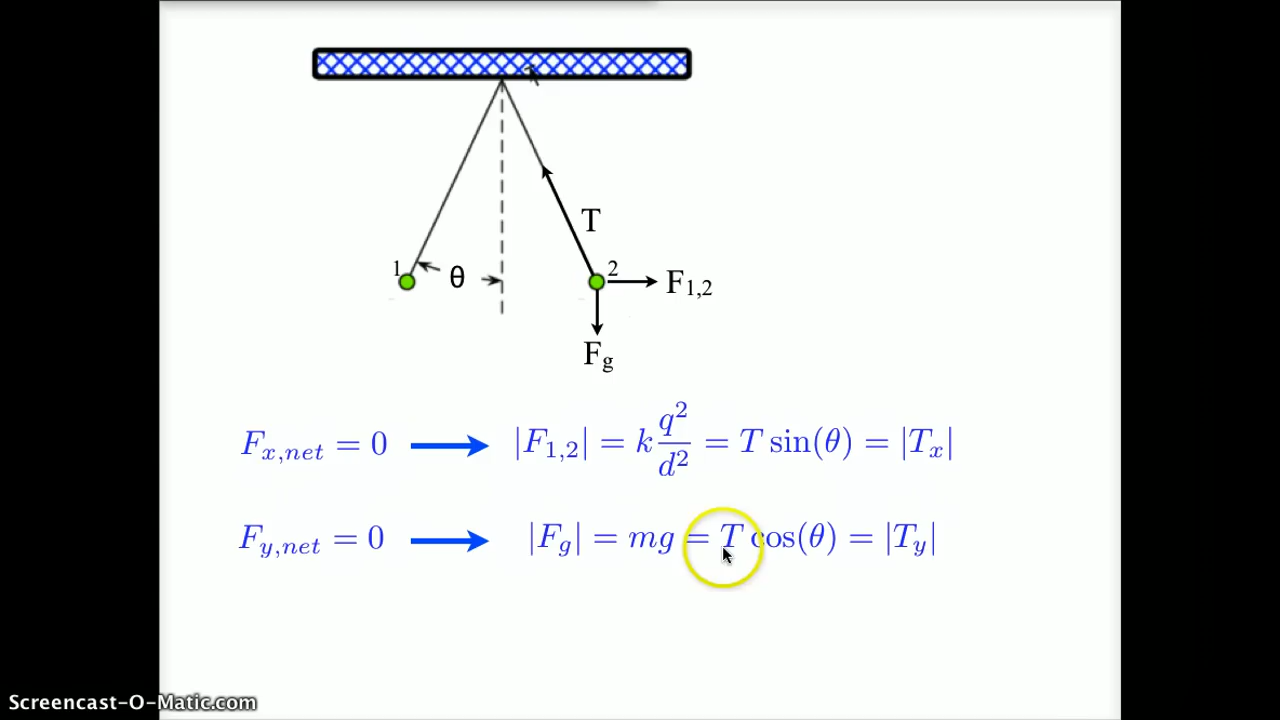 T
1
θ
2
F1,2
Fg
Fx,net = 0 |F1,2| = k q²/d² = T sin(θ) = |Tx|
Fy,net = 0 |Fg| = mg = T cos(θ) = |Ty|
Screencast-O-Matic.com